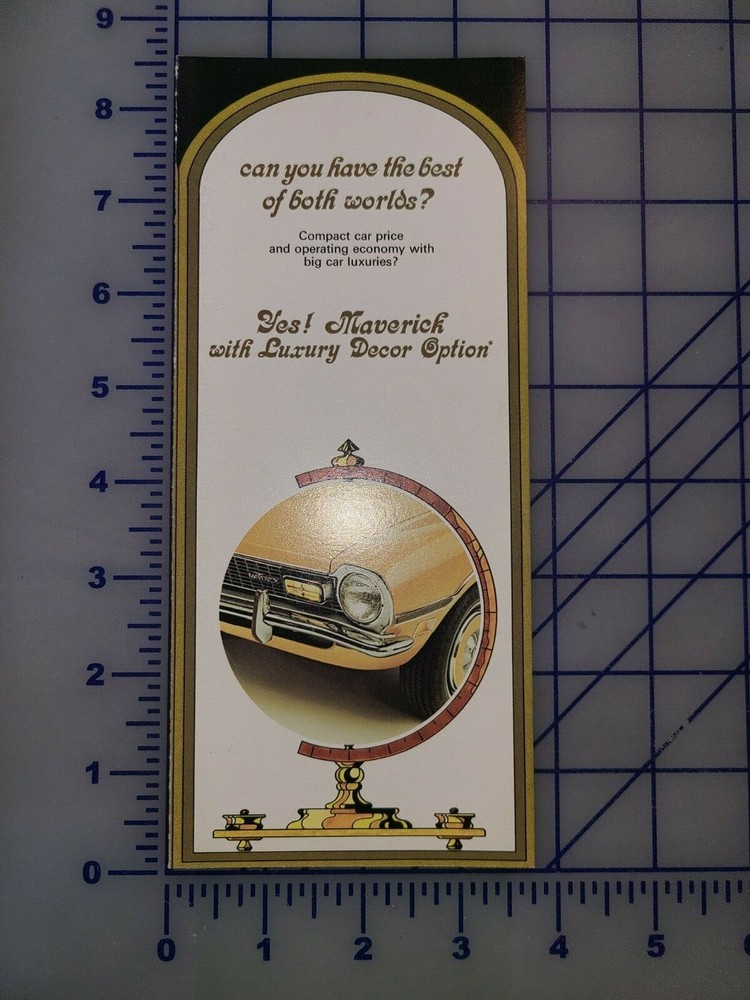 9
8
7
6
5
4
3
2
1
0
can you have the best
of both worlds?
Compact car price
and operating economy with
big car luxuries?
Yes! Maverick
with Luxury Decor Option*
0 1 2 3 4 5